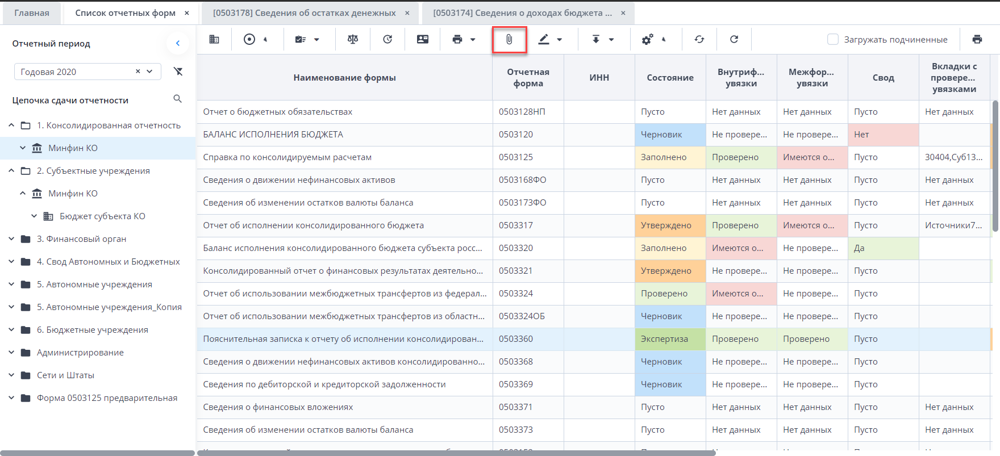 Главная
Список отчетных форм ×
[0503178] Сведения об остатках денежных ×
[0503174] Сведения о доходах бюджета ... ×
Отчетный период
Годовая 2020 ×
Цепочка сдачи отчетности
1. Консолидированная отчетность
Минфин КО
2. Субъектные учреждения
Минфин КО
Бюджет субъекта КО
3. Финансовый орган
4. Свод Автономных и Бюджетных
5. Автономные учреждения
5. Автономные учреждения_Копия
6. Бюджетные учреждения
Администрирование
Сети и Штаты
Форма 0503125 предварительная
Загружать подчиненные
Наименование формы
Отчетная
форма
ИНН
Состояние
Внутриф...
увязки
Межфор...
увязки
Свод
Вкладки с
провере...
увязками
Отчет о бюджетных обязательствах 0503128НП Пусто Нет данных Нет данных Пусто Нет данных
БАЛАНС ИСПОЛНЕНИЯ БЮДЖЕТА 0503120 Черновик Не провере... Не провере... Нет
Справка по консолидируемым расчетам 0503125 Заполнено Проверено Имеются о... Пусто 30404,Суб13...
Сведения о движении нефинансовых активов 0503168ФО Пусто Нет данных Нет данных Пусто Нет данных
Сведения об изменении остатков валюты баланса 0503173ФО Пусто Нет данных Нет данных Пусто Нет данных
Отчет об исполнении консолидированного бюджета 0503317 Утверждено Проверено Имеются о... Пусто Источники7...
Баланс исполнения консолидированного бюджета субъекта росс... 0503320 Заполнено Имеются о... Не провере... Да
Консолидированный отчет о финансовых результатах деятельно... 0503321 Утверждено Не провере... Не провере... Пусто
Отчет об использовании межбюджетных трансфертов из федерал... 0503324 Проверено Имеются о... Не провере... Пусто
Отчет об использовании межбюджетных трансфертов из областн... 0503324ОБ Черновик Не провере... Не провере... Пусто
Пояснительная записка к отчету об исполнении консолидирован... 0503360 Экспертиза Проверено Проверено Пусто
Сведения о движении нефинансовых активов консолидированно... 0503368 Черновик Не провере... Не провере... Пусто
Сведения по дебиторской и кредиторской задолженности 0503369 Черновик Не провере... Не провере... Пусто
Сведения о финансовых вложениях 0503371 Пусто Нет данных Нет данных Пусто Нет данных
Сведения об изменении остатков валюты баланса 0503373 Пусто Нет данных Нет данных Пусто Нет данных